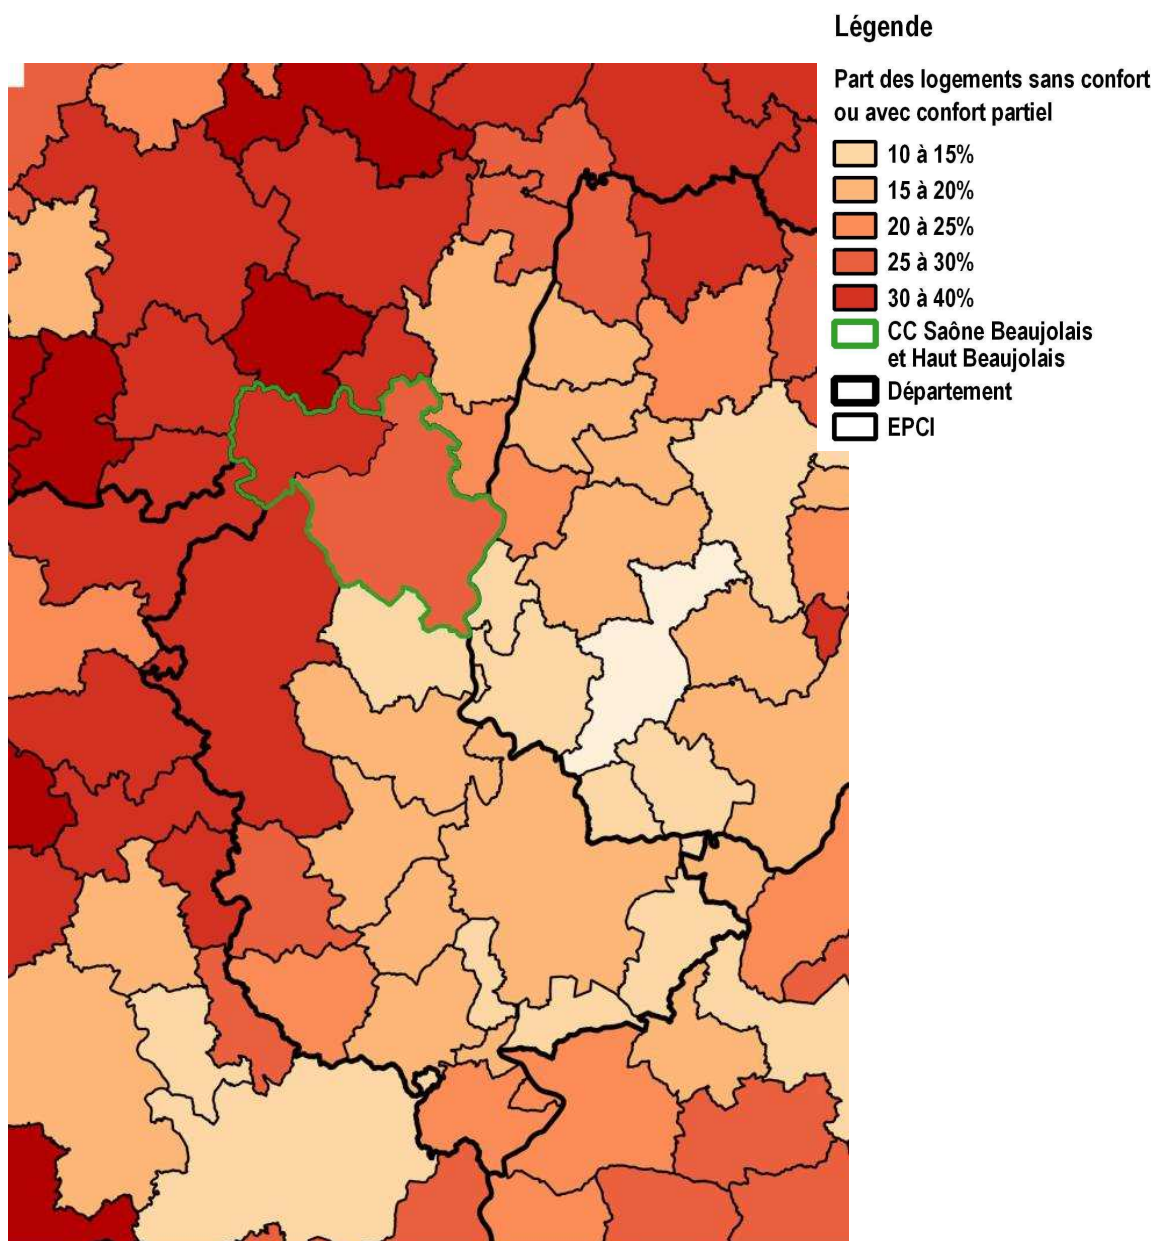 Légende
Part des logements sans confort
ou avec confort partiel
10 à 15%
15 à 20%
20 à 25%
25 à 30%
30 à 40%
CC Saône Beaujolais
et Haut Beaujolais
Département
EPCI